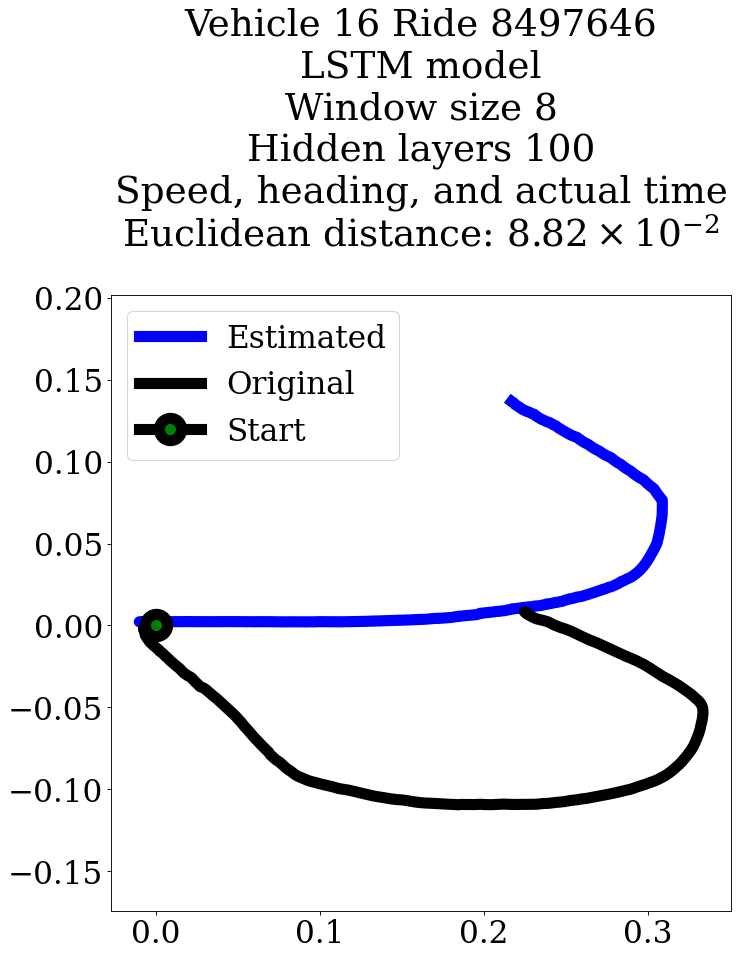 Vehicle 16 Ride 8497646
LSTM model
Window size 8
Hidden layers 100
Speed, heading, and actual time
Euclidean distance: 8.82 × 10⁻²
0.20
0.15
0.10
0.05
0.00
−0.05
−0.10
−0.15
Estimated
Original
Start
0.0 0.1 0.2 0.3